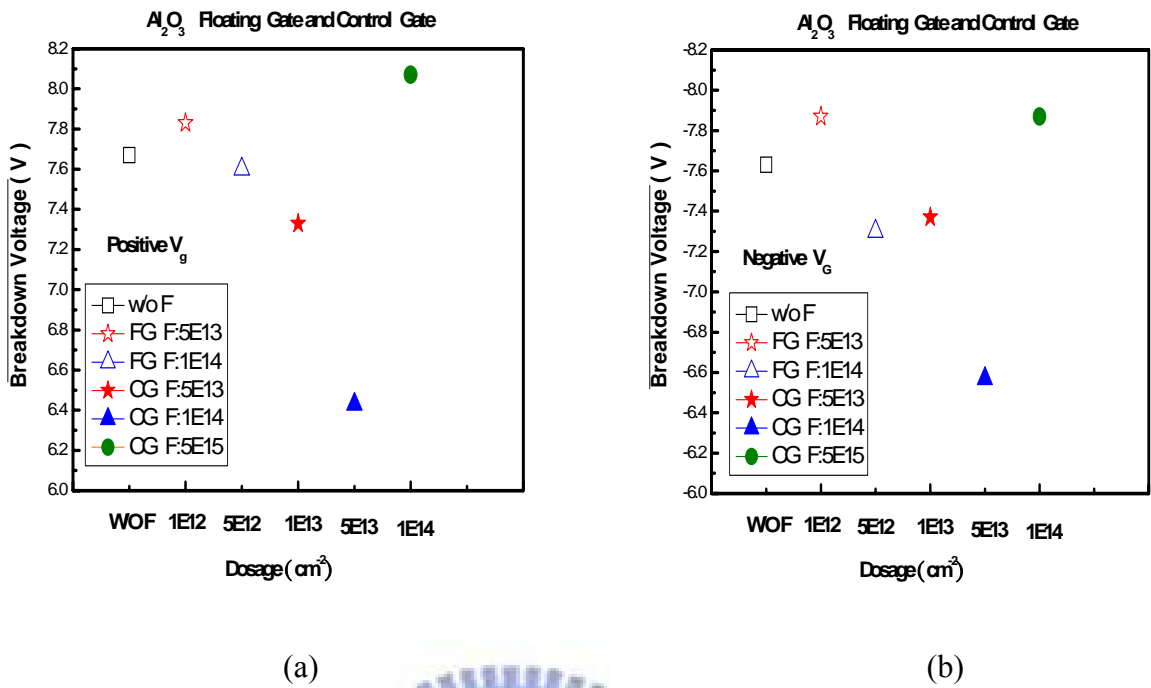 Al2O3 Floating Gate and Control Gate
8.2
8.0
7.8
7.6
7.4
7.2
7.0
6.8
6.6
6.4
6.2
6.0
Breakdown Voltage ( V )
Positive Vg
w/o F
FG F:5E13
FG F:1E14
CG F:5E13
CG F:1E14
CG F:5E15
WOF 1E12 5E12 1E13 5E13 1E14
Dosage ( cm-2)
(a)
Al2O3 Floating Gate and Control Gate
-8.2
-8.0
-7.8
-7.6
-7.4
-7.2
-7.0
-6.8
-6.6
-6.4
-6.2
-6.0
Breakdown Voltage ( V )
Negative VG
w/o F
FG F:5E13
FG F:1E14
CG F:5E13
CG F:1E14
CG F:5E15
WOF 1E12 5E12 1E13 5E13 1E14
Dosage ( cm-2)
(b)